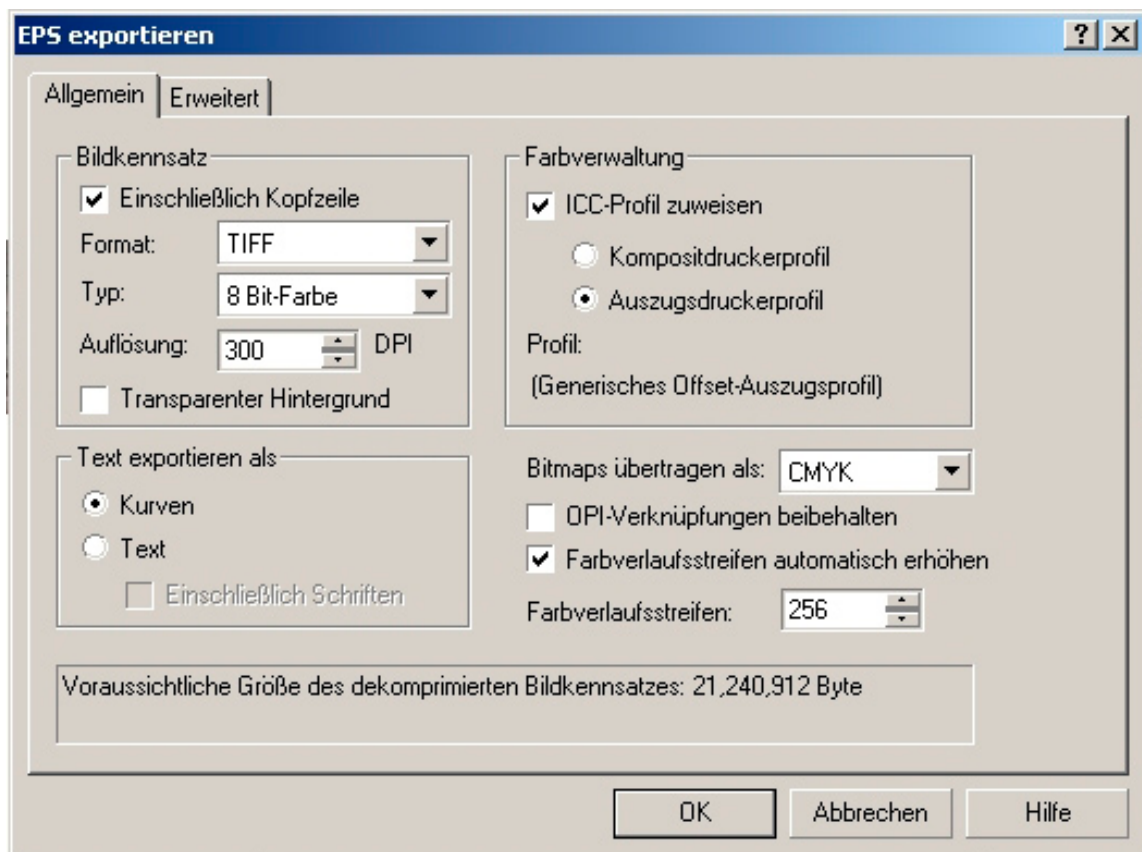 EPS exportieren
Allgemein
Erweitert
Bildkennsatz
Einschließlich Kopfzeile
Format: TIFF
Typ: 8 Bit-Farbe
Auflösung: 300 DPI
Transparenter Hintergrund
Text exportieren als
Kurven
Text
Einschließlich Schriften
Farbverwaltung
ICC-Profil zuweisen
Kompositdruckerprofil
Auszugsdruckerprofil
Profil:
(Generisches Offset-Auszugsprofil)
Bitmaps übertragen als: CMYK
OPI-Verknüpfungen beibehalten
Farbverlaufsstreifen automatisch erhöhen
Farbverlaufsstreifen: 256
Voraussichtliche Größe des dekomprimierten Bildkennsatzes: 21,240,912 Byte
OK
Abbrechen
Hilfe